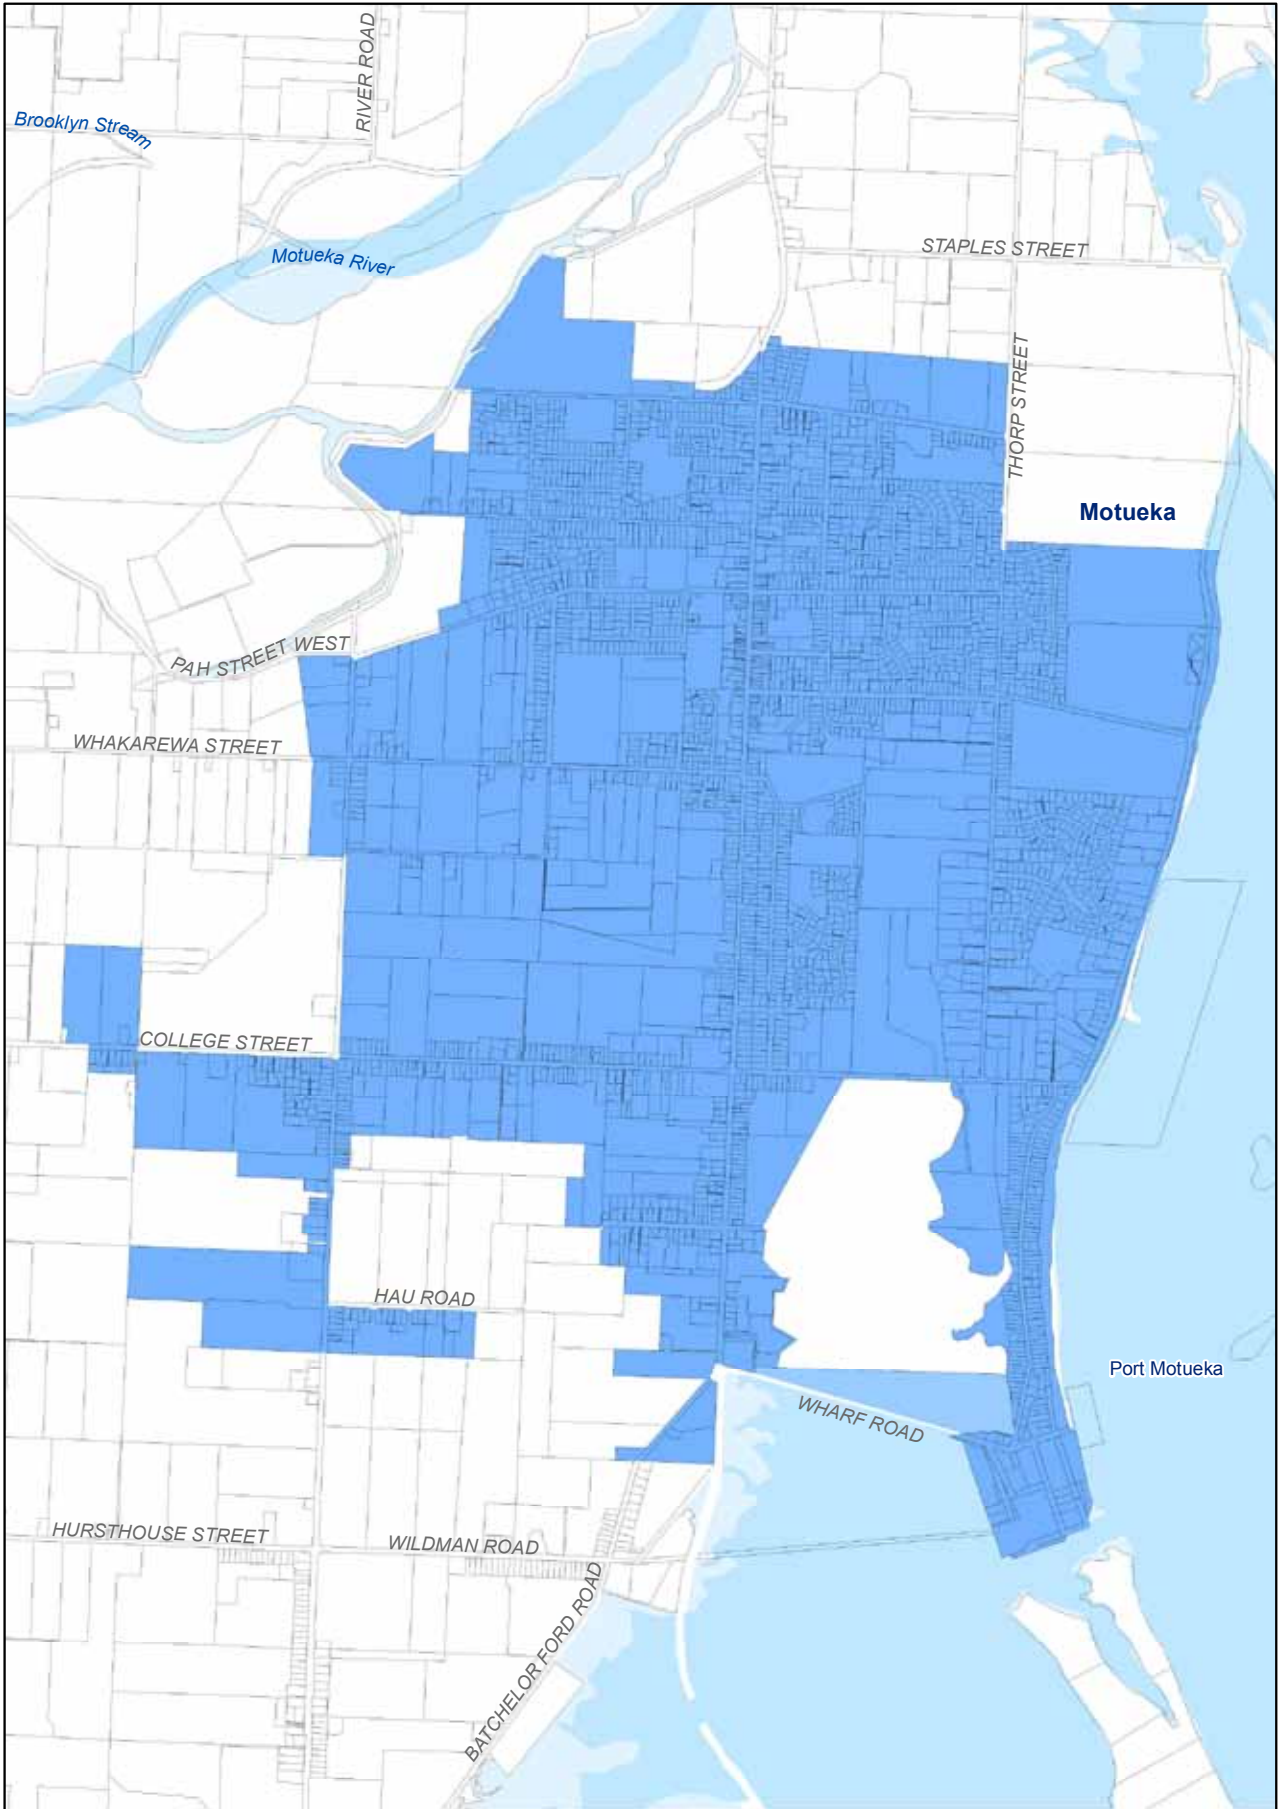 RIVER ROAD
Brooklyn Stream
Motueka River
STAPLES STREET
THORP STREET
Motueka
PAH STREET WEST
WHAKAREWA STREET
COLLEGE STREET
HAU ROAD
Port Motueka
WHARF ROAD
HURSTHOUSE STREET
WILDMAN ROAD
BATCHELOR FORD ROAD